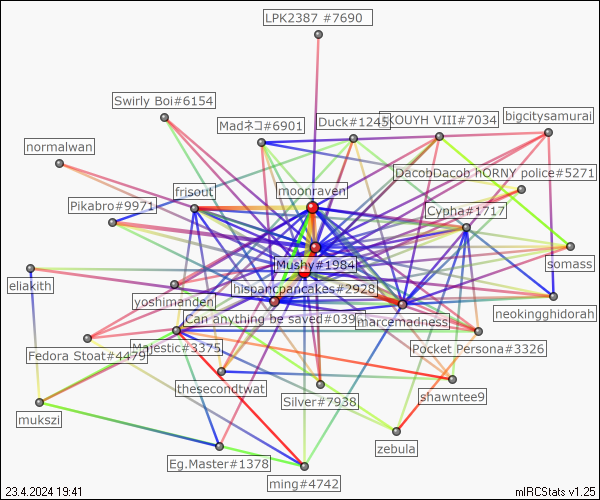 LPK2387 #7690
Swirly Boi#6154
Madネコ#6901
Duck#1245
SKOUYH VIII#7034
bigcitysamurai
normalwan
DacobDacob hORNY police#5271
frisout
moonraven
Pikabro#9971
Cypha#1717
Mushy#1984
somass
eliakith
hispancpancakes#2928
yoshimanden
neokingghidorah
Can anything be saved#039
marcemadness
Fedora Stoat#4479
Majestic#3375
Pocket Persona#3326
thesecondtwat
Silver#7938
shawntee9
mukszi
zebula
Eg.Master#1378
ming#4742
23.4.2024 19:41
mIRCStats v1.25